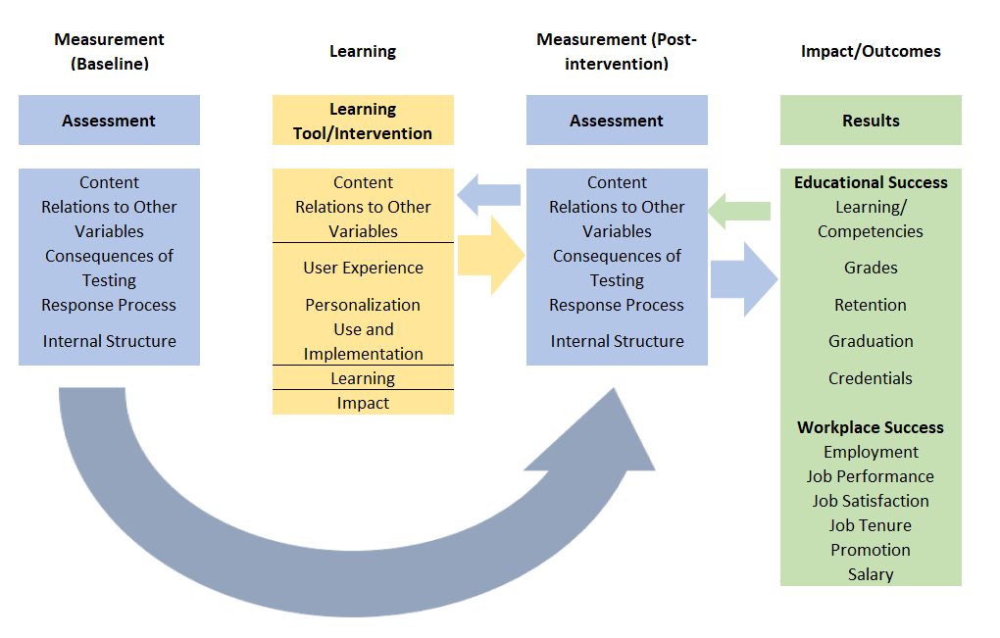 Measurement
(Baseline)
Learning
Measurement (Post-
intervention)
Impact/Outcomes
Assessment
Learning
Tool/Intervention
Assessment
Results
Content
Relations to Other
Variables
Consequences of
Testing
Response Process
Internal Structure
Content
Relations to Other
Variables
User Experience
Personalization
Use and
Implementation
Learning
Impact
Content
Relations to Other
Variables
Consequences of
Testing
Response Process
Internal Structure
Educational Success
Learning/
Competencies
Grades
Retention
Graduation
Credentials
Workplace Success
Employment
Job Performance
Job Satisfaction
Job Tenure
Promotion
Salary